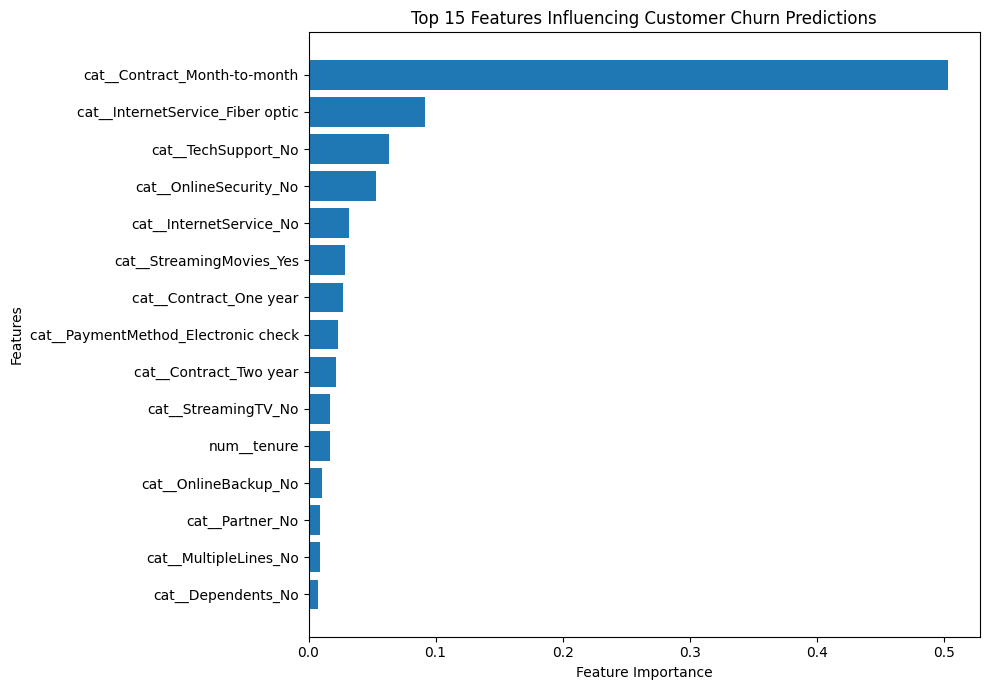 Top 15 Features Influencing Customer Churn Predictions
cat__Contract_Month-to-month
cat__InternetService_Fiber optic
cat__TechSupport_No
cat__OnlineSecurity_No
cat__InternetService_No
cat__StreamingMovies_Yes
cat__Contract_One year
cat__PaymentMethod_Electronic check
cat__Contract_Two year
cat__StreamingTV_No
num__tenure
cat__OnlineBackup_No
cat__Partner_No
cat__MultipleLines_No
cat__Dependents_No
Features
0.0 0.1 0.2 0.3 0.4 0.5
Feature Importance